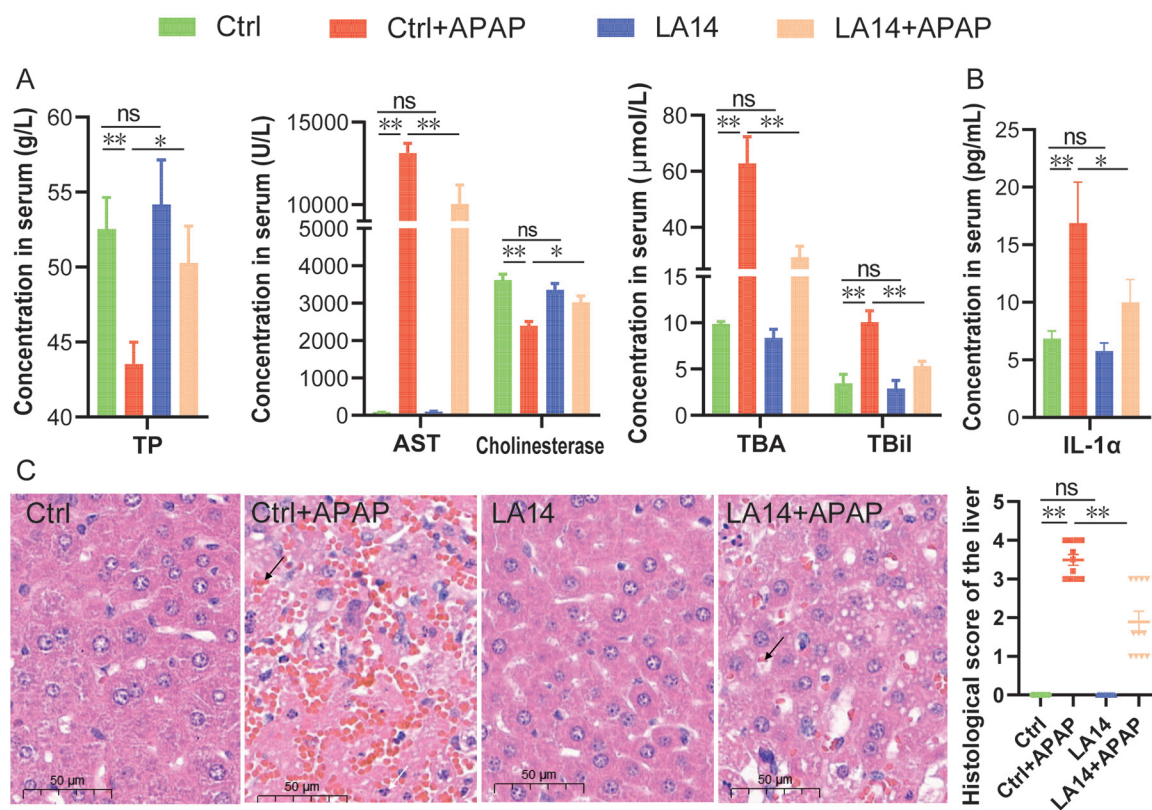 Ctrl Ctrl+APAP LA14 LA14+APAP
A
Concentration in serum (g/L)
60
55
50
45
40
ns
** *
TP
Concentration in serum (U/L)
15000
10000
5000
4000
3000
2000
1000
0
ns
** **
ns
** *
AST Cholinesterase
Concentration in serum (μmol/L)
80
60
40
20
15
10
5
0
ns
** **
ns
** **
TBA TBil
B
Concentration in serum (pg/mL)
25
20
15
10
5
0
ns
** *
IL-1α
C
Ctrl Ctrl+APAP LA14 LA14+APAP
50 μm 50 μm 50 μm 50 μm
Histological score of the liver
5
4
3
2
1
0
ns
** **
Ctrl
Ctrl+APAP
LA14
LA14+APAP